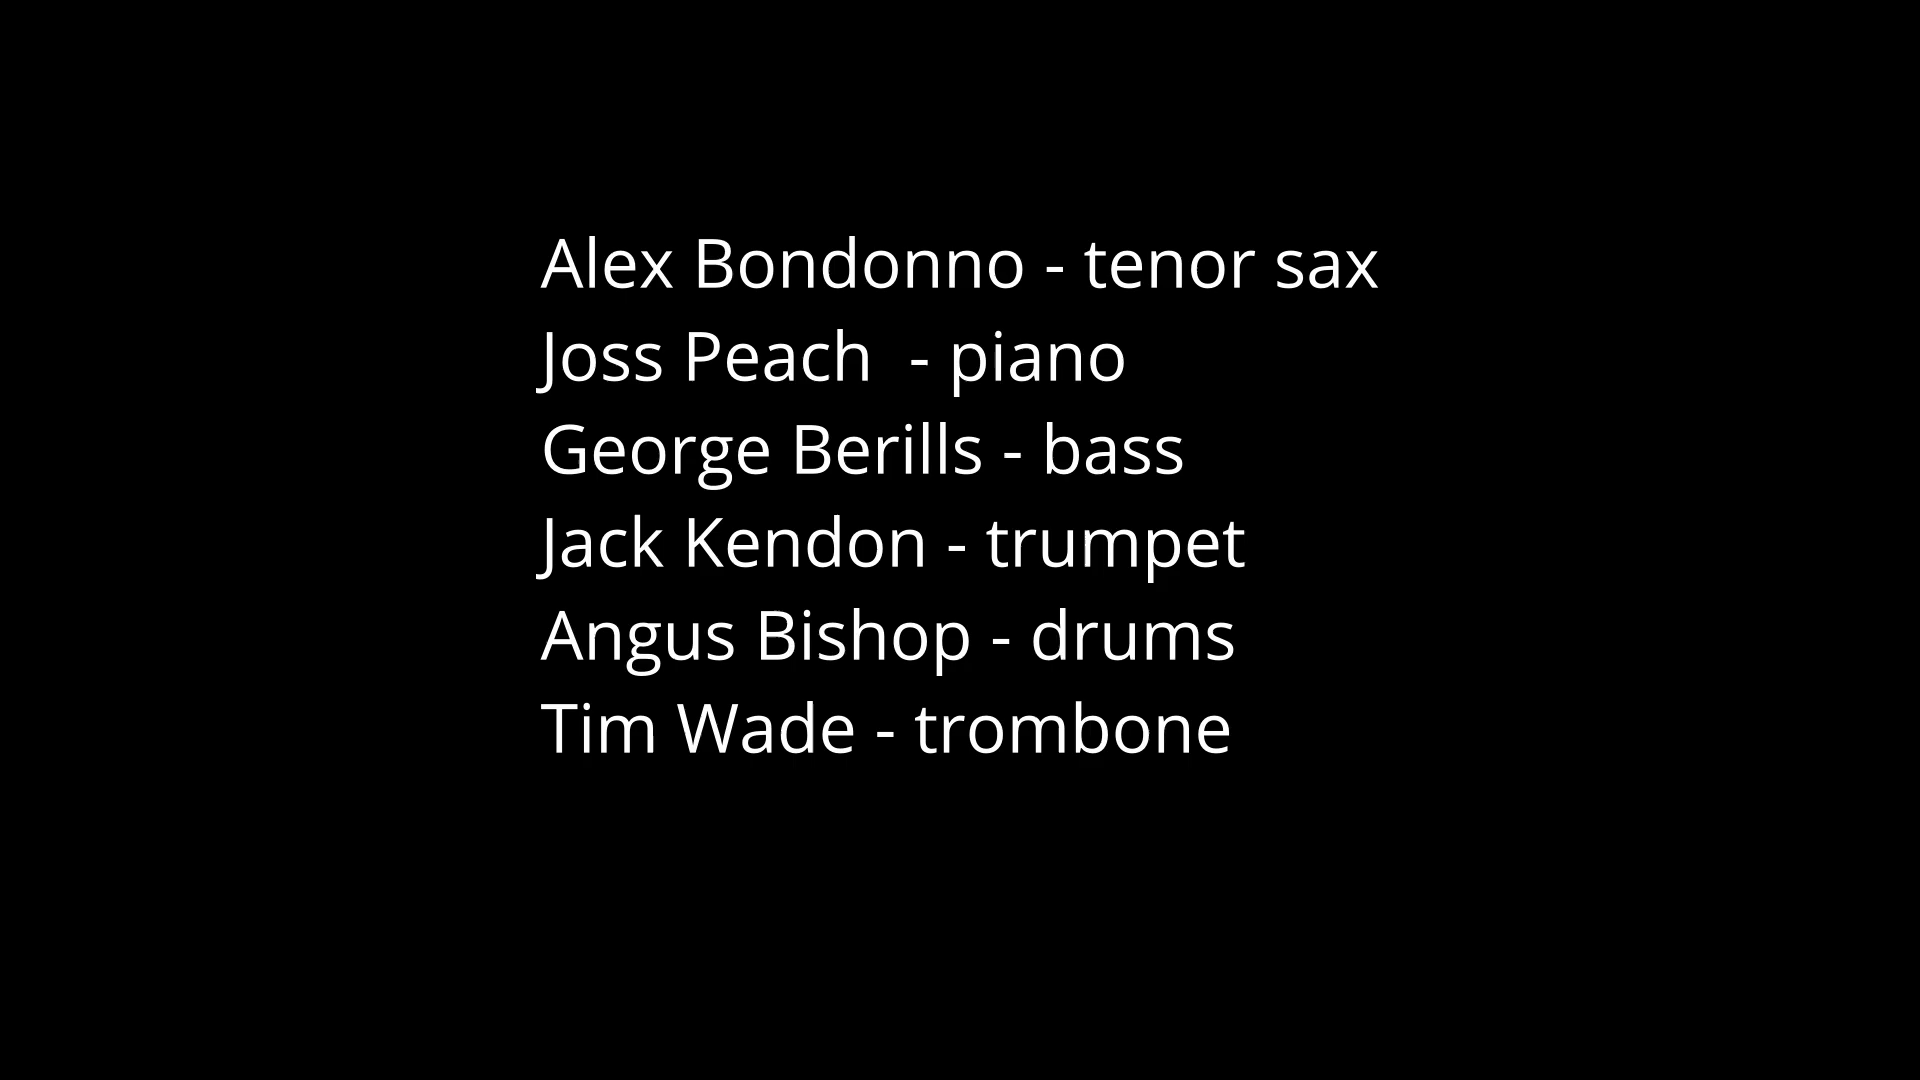 Alex Bondonno - tenor sax
Joss Peach  - piano
George Berills - bass
Jack Kendon - trumpet
Angus Bishop - drums
Tim Wade - trombone